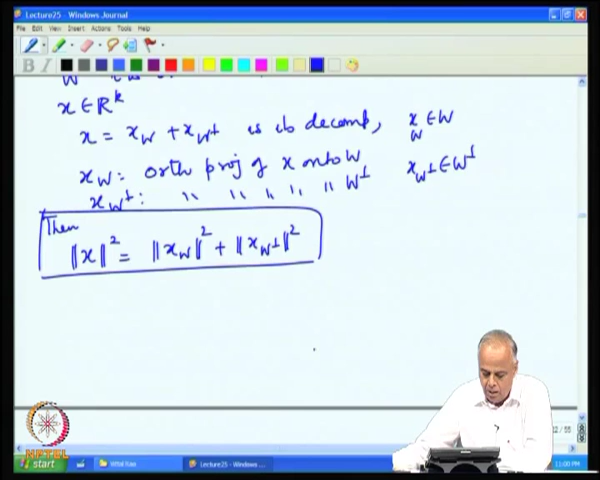 Lecture25 - Windows Journal
File Edit View Insert Actions Tools Help
B I
W
x ∈ ℝᵏ
x = x_W + x_W⊥ is its decomp, x_W ∈ W
x_W : orth proj of x onto W x_W⊥ ∈ W⊥
x_W⊥ : " " " " " W⊥
Then
‖x‖² = ‖x_W‖² + ‖x_W⊥‖²
NPTEL
start Lecture25 - Windows ... 11:00 PM